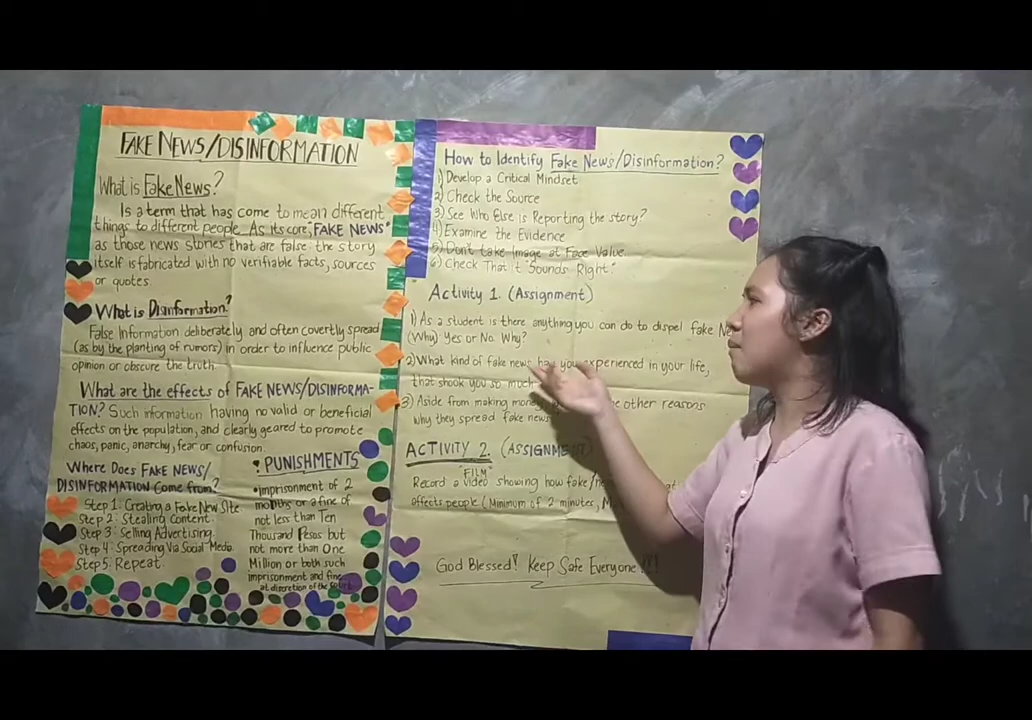 FAKE NEWS/DISINFORMATION
What is Fake News?
Is a term that has come to mean different
things to different people. As its core, "FAKE NEWS"
as those news stories that are false: the story
itself is fabricated with no verifiable facts, sources
or quotes.
What is Disinformation?
False Information deliberately and often covertly spread
(as by the planting of rumors) in order to influence public
opinion or obscure the truth.
What are the effects of FAKE NEWS/DISINFORMA-
TION? Such information having no valid or beneficial
effects on the population, and clearly geared to promote
chaos, panic, anarchy, fear or confusion.
Where Does FAKE NEWS/
DISINFORMATION Come from?
Step 1: Creating a Fake New Site
Step 2: Stealing Content.
Step 3: Selling Advertising.
Step 4: Spreading Via Social Media.
Step 5: Repeat.
PUNISHMENTS
imprisonment of 2
months or a fine of
not less than Ten
Thousand Pesos but
not more than One
Million or both such
imprisonment and fine
at discretion of the
How to Identify Fake News/Disinformation?
1) Develop a Critical Mindset
2) Check the Source
3) See Who Else is Reporting the story?
4) Examine the Evidence
5) Don't take Image at Face Value
6) Check That it "Sounds Right"
Activity 1. (Assignment)
1) As a student is there anything you can do to dispel fake
(Why) Yes or No. Why?
2) What kind of fake news you experienced in your life,
that shook you so much
3) Aside from making money, other reasons
why they spread fake news
ACTIVITY 2. (ASSIGNMENT)
"FILM"
Record a video showing how fake
affects people (Minimum of 2 minutes,
God Blessed! Keep Safe Everyone!!!